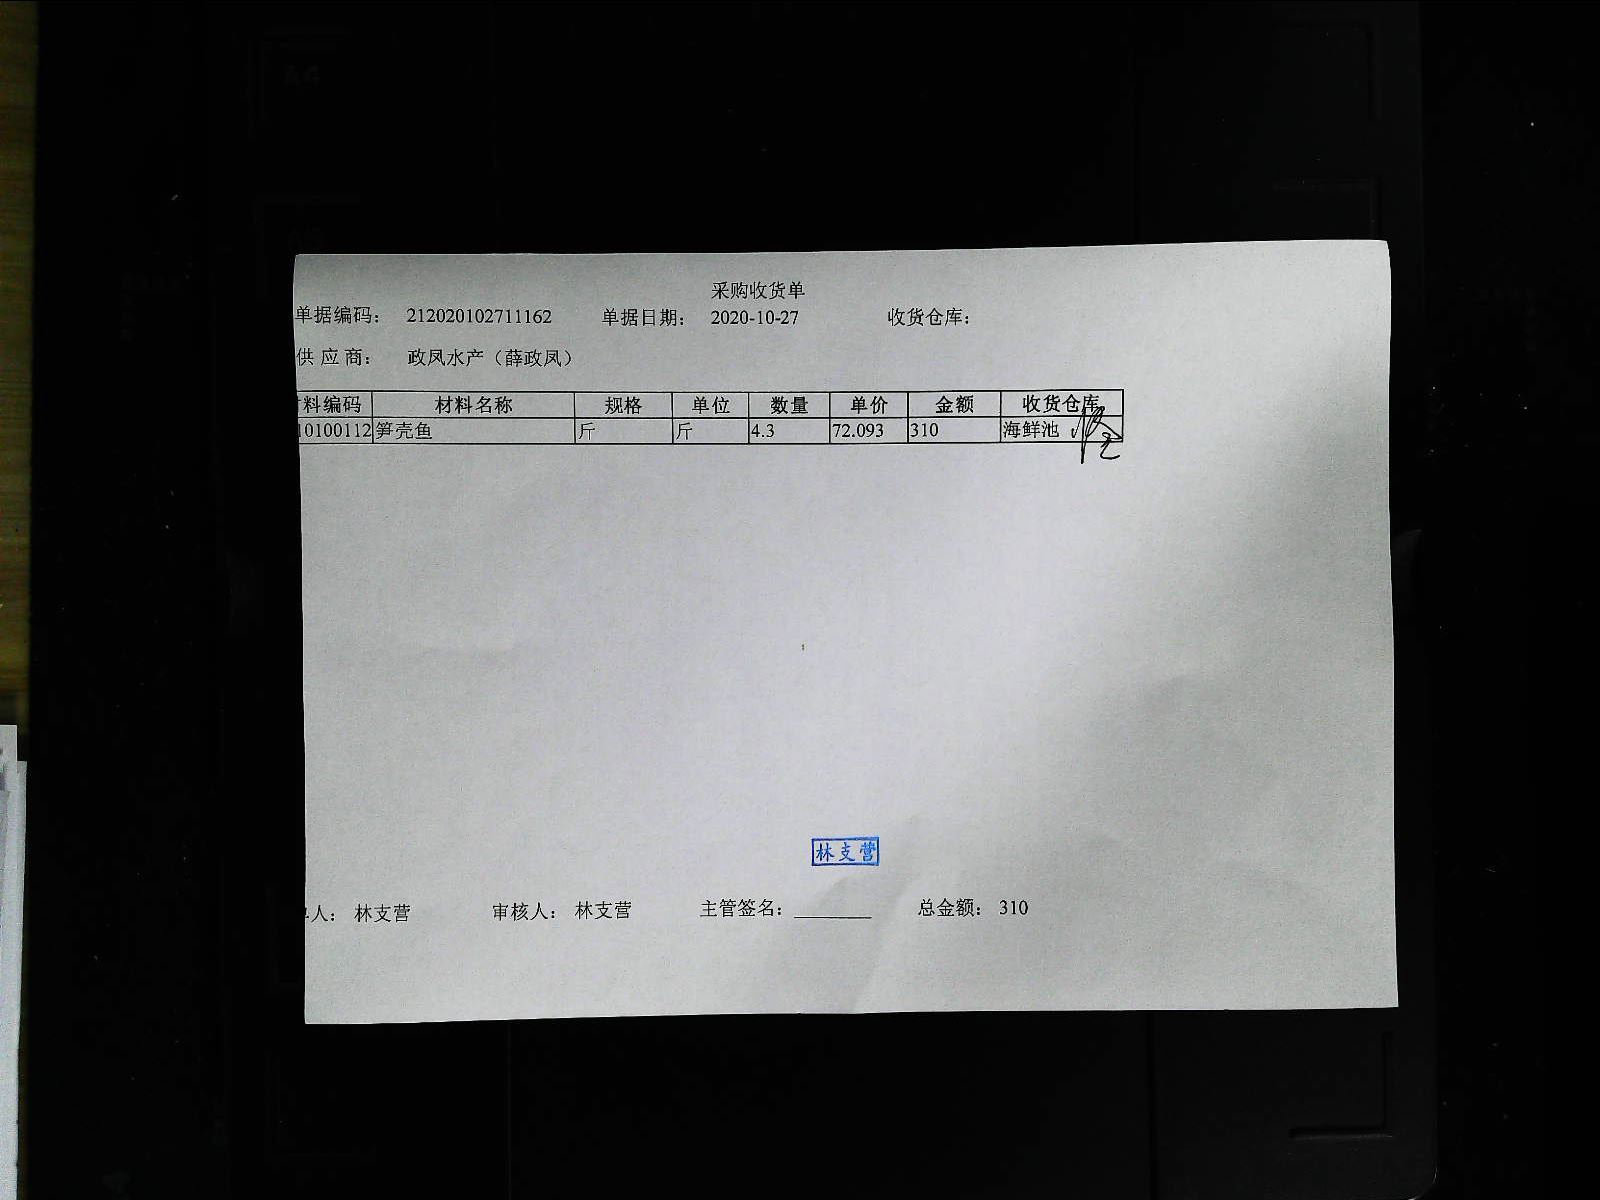 采购收货单
单据编码： 212020102711162 单据日期： 2020-10-27 收货仓库：
供 应 商： 政凤水产（薛政凤）
料编码 材料名称 规格 单位 数量 单价 金额 收货仓库
10100112 笋壳鱼 斤 斤 4.3 72.093 310 海鲜池
林支营
人： 林支营 审核人： 林支营 主管签名：________ 总金额： 310